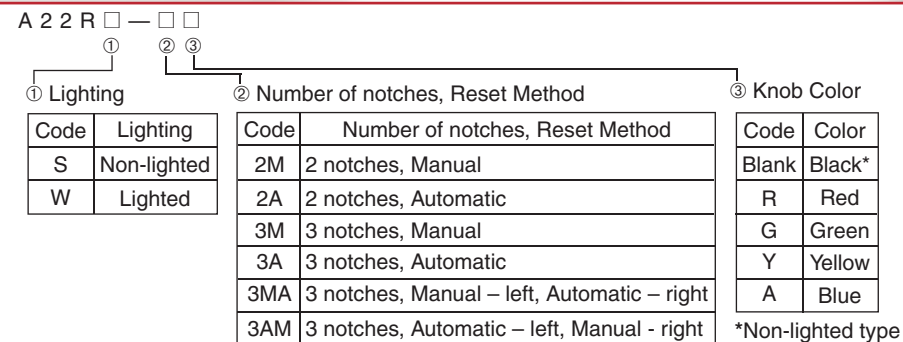 A 2 2 R □ — □ □
① ② ③
① Lighting
Code Lighting
S Non-lighted
W Lighted
② Number of notches, Reset Method
Code Number of notches, Reset Method
2M 2 notches, Manual
2A 2 notches, Automatic
3M 3 notches, Manual
3A 3 notches, Automatic
3MA 3 notches, Manual – left, Automatic – right
3AM 3 notches, Automatic – left, Manual - right
③ Knob Color
Code Color
Blank Black*
R Red
G Green
Y Yellow
A Blue
*Non-lighted type